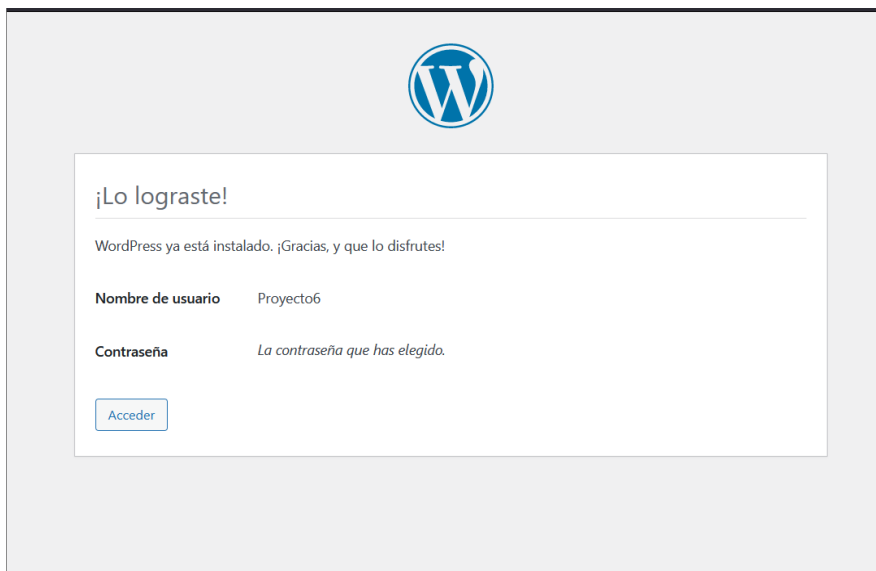 ¡Lo lograste!
WordPress ya está instalado. ¡Gracias, y que lo disfrutes!
Nombre de usuario Proyecto6
Contraseña La contraseña que has elegido.
Acceder